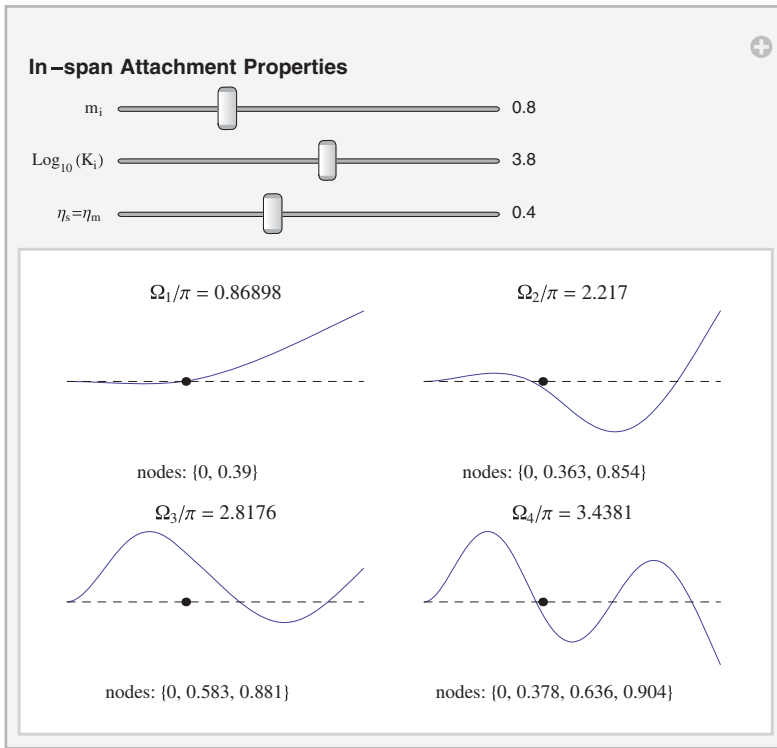 In–span Attachment Properties
mᵢ 0.8
Log₁₀(Kᵢ) 3.8
ηₛ=ηₘ 0.4
Ω₁/π = 0.86898
Ω₂/π = 2.217
nodes: {0, 0.39}
nodes: {0, 0.363, 0.854}
Ω₃/π = 2.8176
Ω₄/π = 3.4381
nodes: {0, 0.583, 0.881}
nodes: {0, 0.378, 0.636, 0.904}